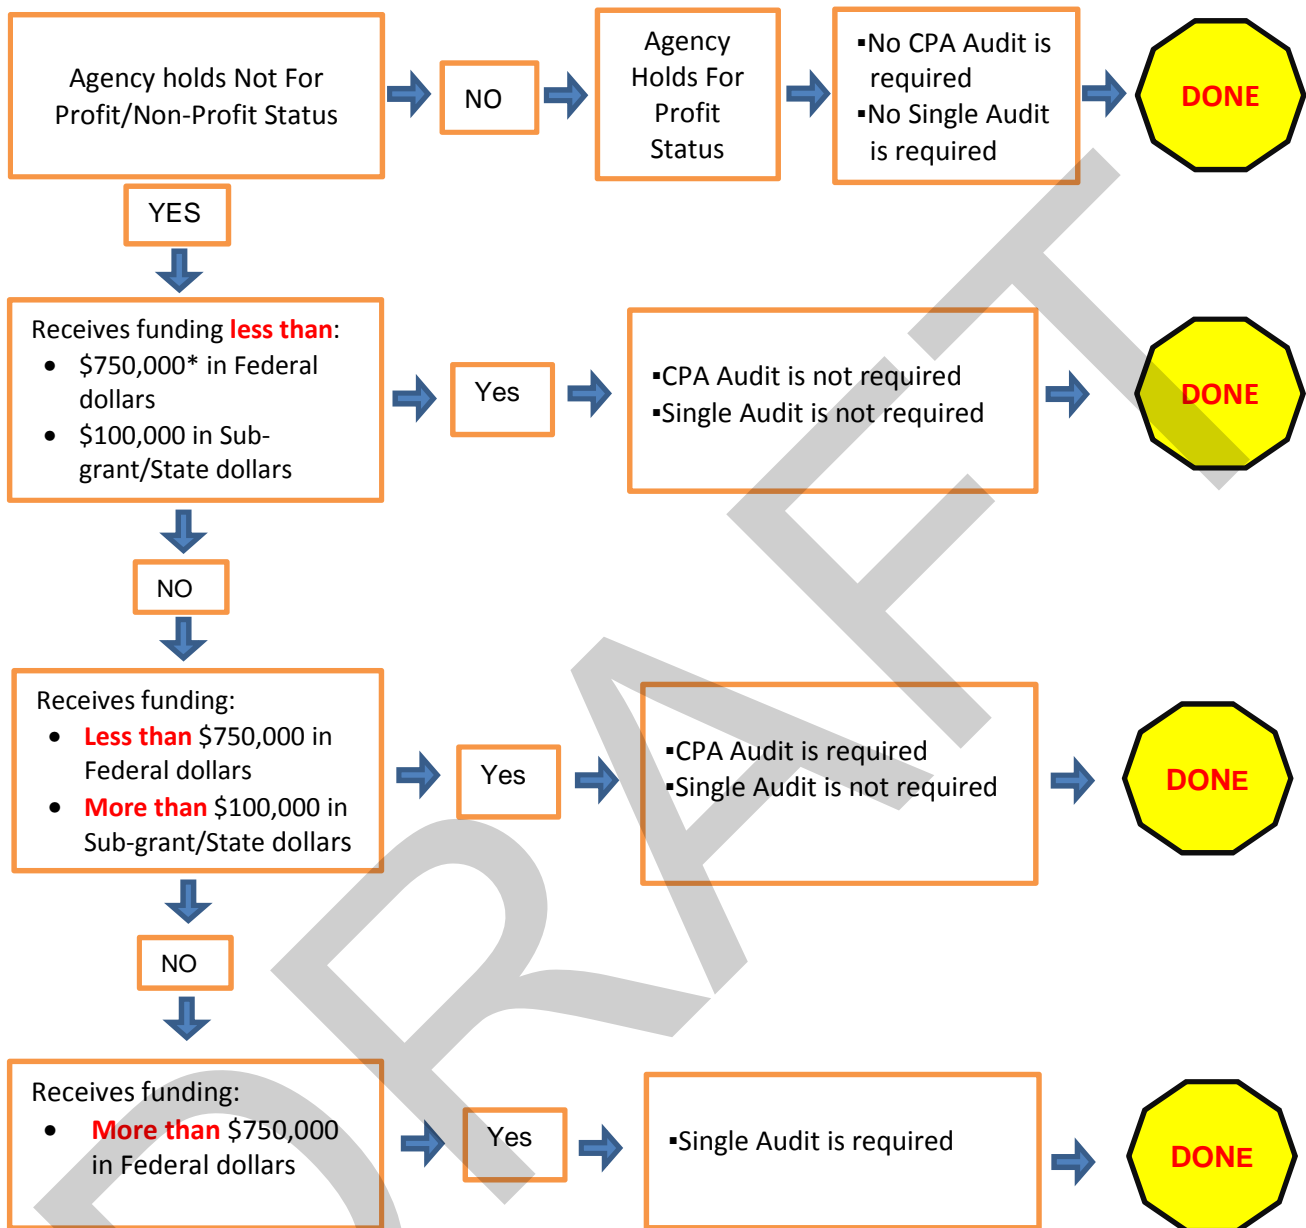 Agency holds Not For
Profit/Non-Profit Status
NO
Agency
Holds For
Profit
Status
▪No CPA Audit is
required
▪No Single Audit
is required
DONE
YES
Receives funding less than:
• $750,000* in Federal
dollars
• $100,000 in Sub-
grant/State dollars
Yes
▪CPA Audit is not required
▪Single Audit is not required
DONE
NO
Receives funding:
• Less than $750,000 in
Federal dollars
• More than $100,000 in
Sub-grant/State dollars
Yes
▪CPA Audit is required
▪Single Audit is not required
DONE
NO
Receives funding:
• More than $750,000
in Federal dollars
Yes
▪Single Audit is required
DONE
DRAFT